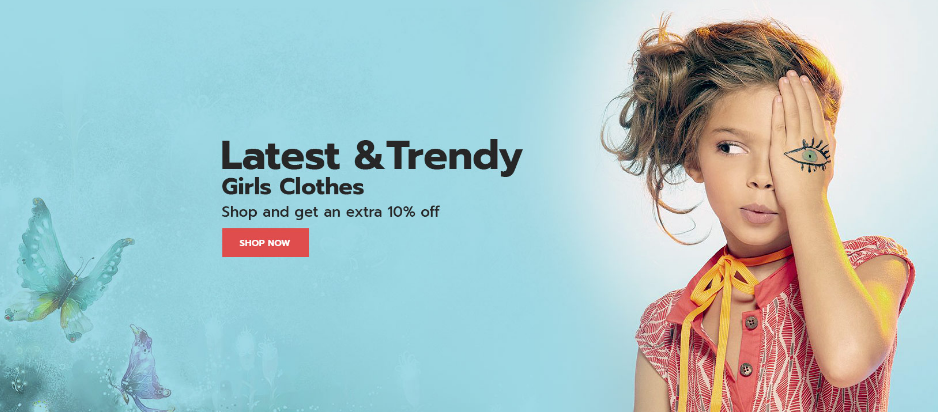 Latest & Trendy
Girls Clothes
Shop and get an extra 10% off
SHOP NOW